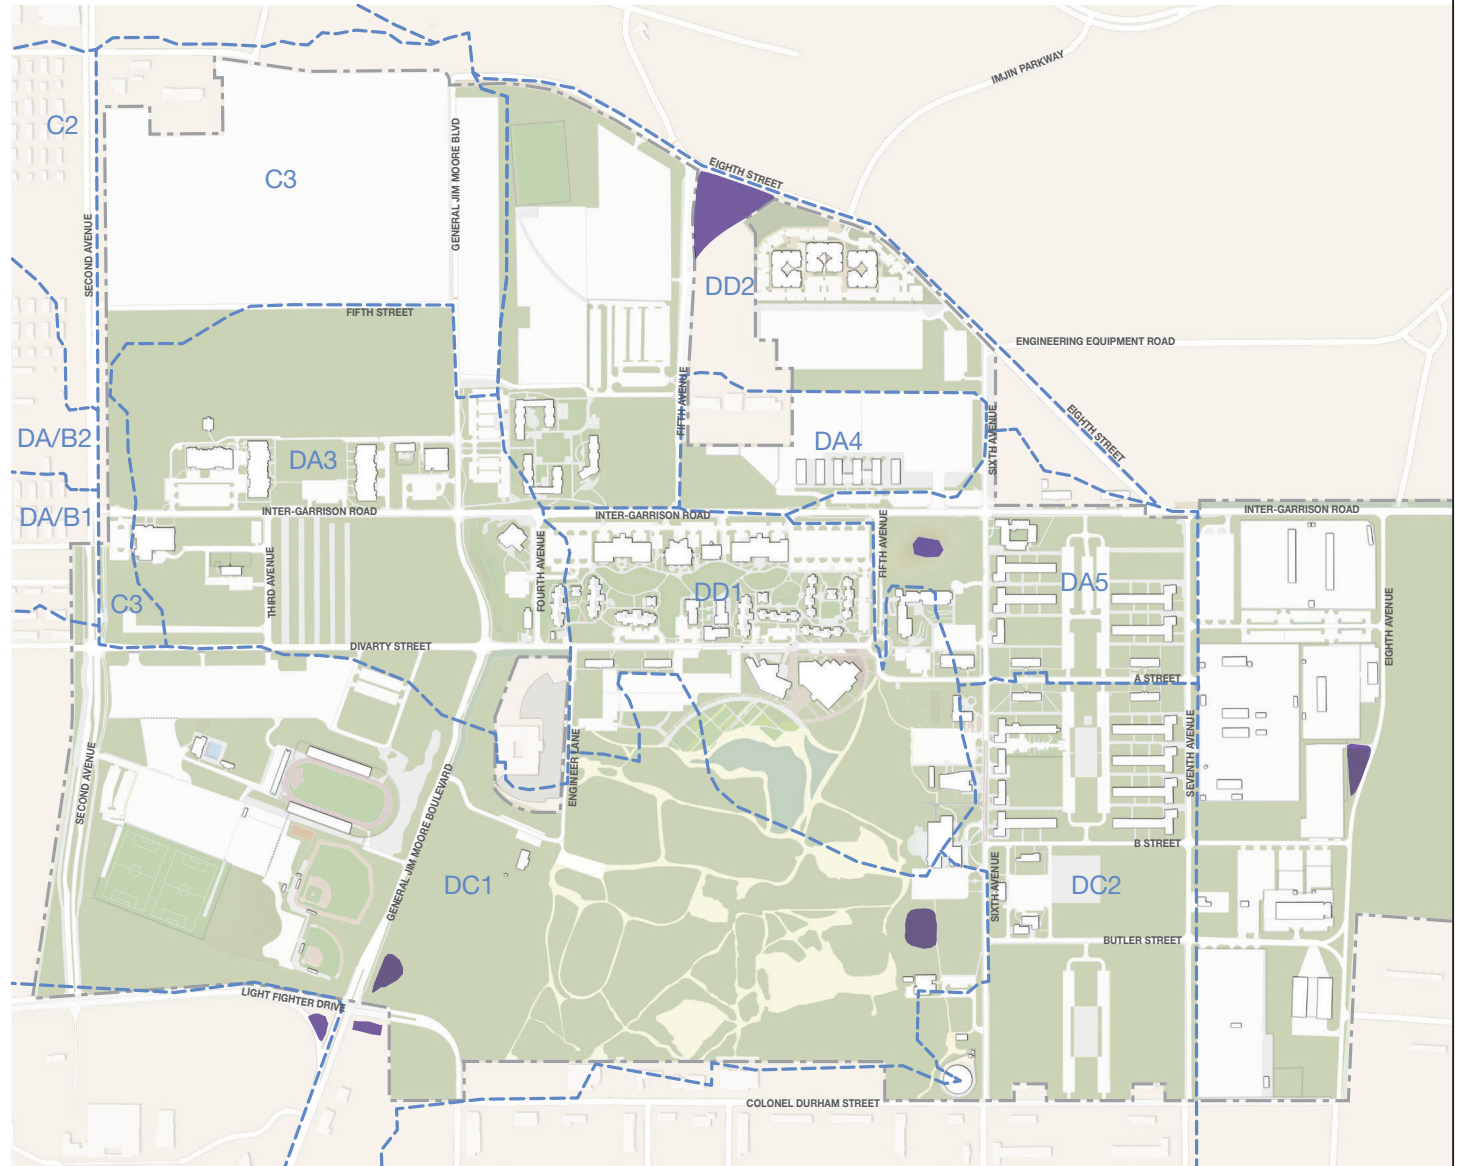 IMJIN PARKWAY
C2
C3
GENERAL JIM MOORE BLVD
EIGHTH STREET
SECOND AVENUE
DD2
FIFTH STREET
ENGINEERING EQUIPMENT ROAD
FIFTH AVENUE
EIGHTH STREET
SIXTH AVENUE
DA/B2
DA3
DA4
DA/B1
INTER-GARRISON ROAD
INTER-GARRISON ROAD
INTER-GARRISON ROAD
FOURTH AVENUE
FIFTH AVENUE
THIRD AVENUE
C3
DD1
DA5
EIGHTH AVENUE
DIVARTY STREET
A STREET
SECOND AVENUE
ENGINEER LANE
SEVENTH AVENUE
GENERAL JIM MOORE BOULEVARD
B STREET
DC1
SIXTH AVENUE
DC2
BUTLER STREET
LIGHT FIGHTER DRIVE
COLONEL DURHAM STREET